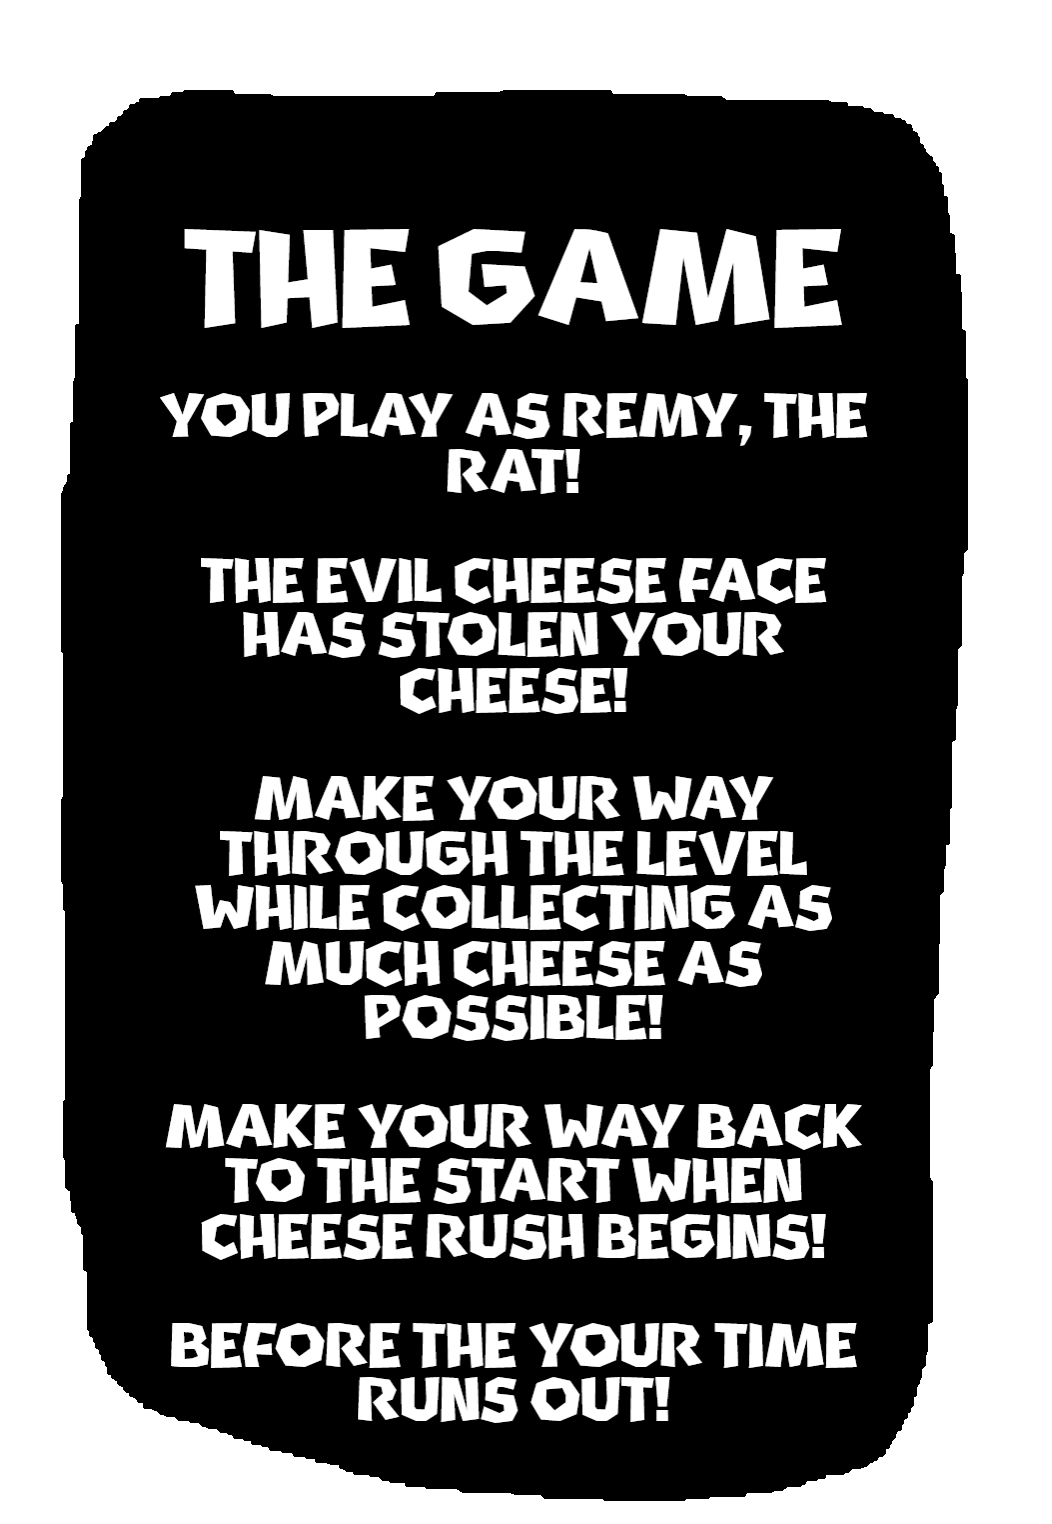 THE GAME
YOU PLAY AS REMY, THE
RAT!
THE EVIL CHEESE FACE
HAS STOLEN YOUR
CHEESE!
MAKE YOUR WAY
THROUGH THE LEVEL
WHILE COLLECTING AS
MUCH CHEESE AS
POSSIBLE!
MAKE YOUR WAY BACK
TO THE START WHEN
CHEESE RUSH BEGINS!
BEFORE THE YOUR TIME
RUNS OUT!